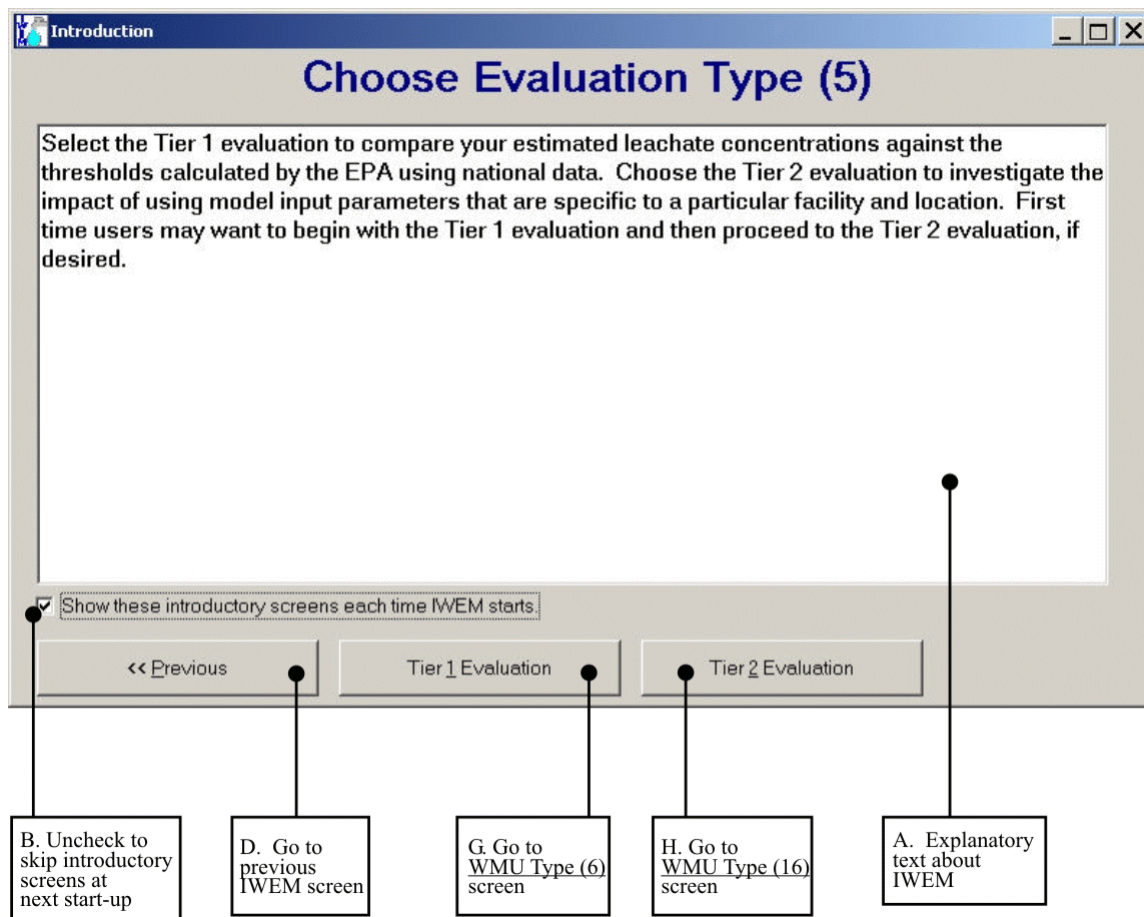 Introduction
Choose Evaluation Type (5)
Select the Tier 1 evaluation to compare your estimated leachate concentrations against the
thresholds calculated by the EPA using national data.  Choose the Tier 2 evaluation to investigate the
impact of using model input parameters that are specific to a particular facility and location.  First
time users may want to begin with the Tier 1 evaluation and then proceed to the Tier 2 evaluation, if
desired.
Show these introductory screens each time IWEM starts.
<< Previous
Tier 1 Evaluation
Tier 2 Evaluation
B. Uncheck to
skip introductory
screens at
next start-up
D.  Go to
previous
IWEM screen
G. Go to
WMU Type (6)
screen
H. Go to
WMU Type (16)
screen
A.  Explanatory
text about
IWEM